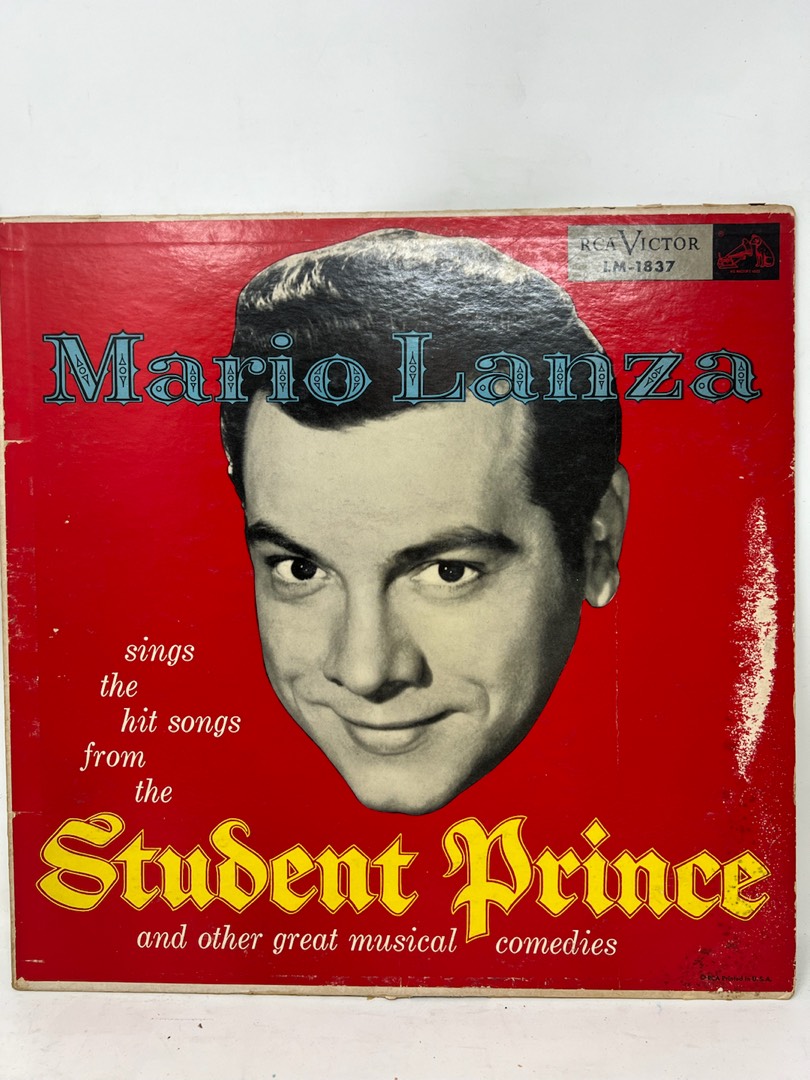 RCA VICTOR
LM-1837
Mario Lanza
sings
the
hit songs
from
the
Student Prince
and other great musical comedies